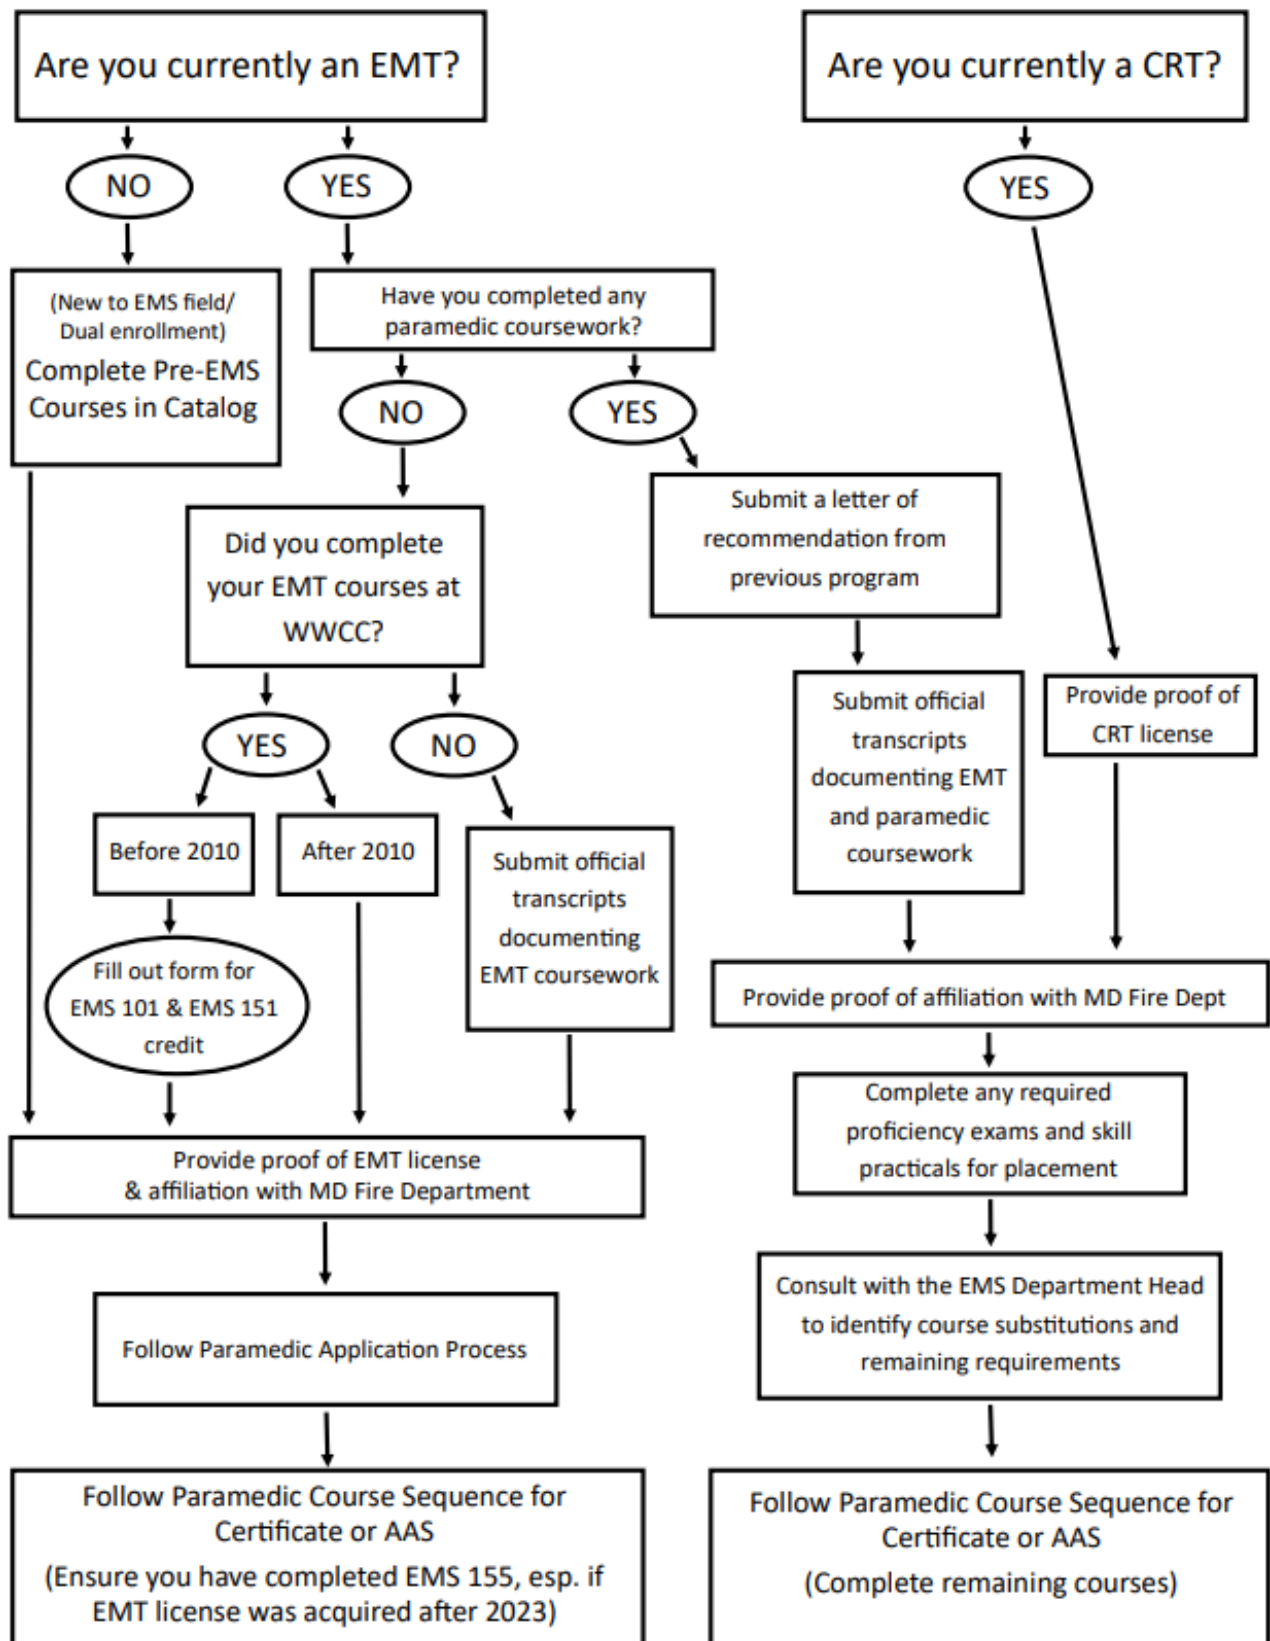 Are you currently an EMT?
Are you currently a CRT?
NO
YES
YES
(New to EMS field/
Dual enrollment)
Complete Pre-EMS
Courses in Catalog
Have you completed any
paramedic coursework?
NO
YES
Did you complete
your EMT courses at
WWCC?
Submit a letter of
recommendation from
previous program
YES
NO
Submit official
transcripts
documenting EMT
and paramedic
coursework
Provide proof of
CRT license
Before 2010
After 2010
Submit official
transcripts
documenting
EMT coursework
Fill out form for
EMS 101 & EMS 151
credit
Provide proof of affiliation with MD Fire Dept
Complete any required
proficiency exams and skill
practicals for placement
Provide proof of EMT license
& affiliation with MD Fire Department
Consult with the EMS Department Head
to identify course substitutions and
remaining requirements
Follow Paramedic Application Process
Follow Paramedic Course Sequence for
Certificate or AAS
(Ensure you have completed EMS 155, esp. if
EMT license was acquired after 2023)
Follow Paramedic Course Sequence for
Certificate or AAS
(Complete remaining courses)